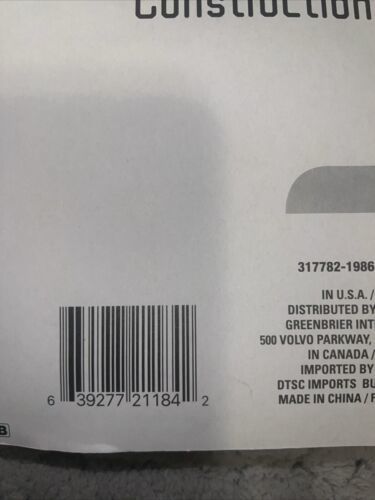 Construction
317782-1986
IN U.S.A. /
DISTRIBUTED BY
GREENBRIER INT
500 VOLVO PARKWAY,
IN CANADA /
IMPORTED BY
DTSC IMPORTS BU
MADE IN CHINA / F
6 39277 21184 2
B